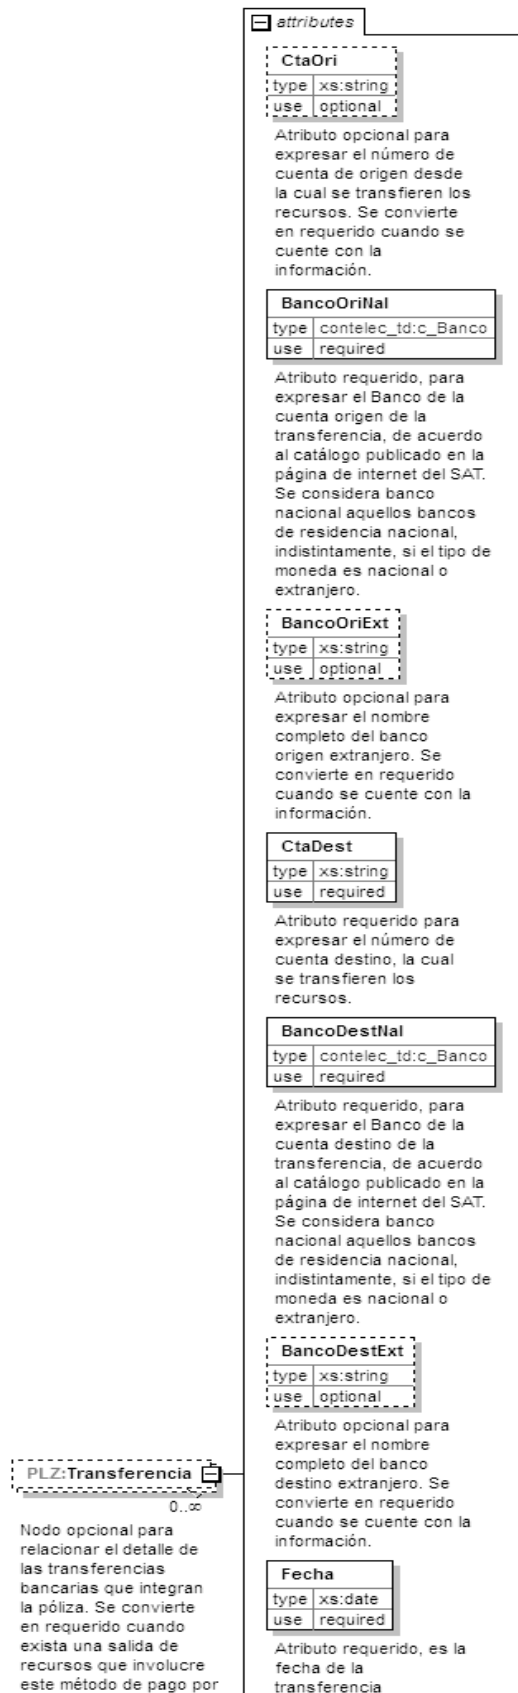 attributes
CtaOri
type xs:string
use optional
Atributo opcional para
expresar el número de
cuenta de origen desde
la cual se transfieren los
recursos. Se convierte
en requerido cuando se
cuente con la
información.
BancoOriNal
type contelec_td:c_Banco
use required
Atributo requerido, para
expresar el Banco de la
cuenta origen de la
transferencia, de acuerdo
al catálogo publicado en la
página de internet del SAT.
Se considera banco
nacional aquellos bancos
de residencia nacional,
indistintamente, si el tipo de
moneda es nacional o
extranjero.
BancoOriExt
type xs:string
use optional
Atributo opcional para
expresar el nombre
completo del banco
origen extranjero. Se
convierte en requerido
cuando se cuente con la
información.
CtaDest
type xs:string
use required
Atributo requerido para
expresar el número de
cuenta destino, la cual
se transfieren los
recursos.
BancoDestNal
type contelec_td:c_Banco
use required
Atributo requerido, para
expresar el Banco de la
cuenta destino de la
transferencia, de acuerdo
al catálogo publicado en la
página de internet del SAT.
Se considera banco
nacional aquellos bancos
de residencia nacional,
indistintamente, si el tipo de
moneda es nacional o
extranjero.
BancoDestExt
type xs:string
use optional
Atributo opcional para
expresar el nombre
completo del banco
destino extranjero. Se
convierte en requerido
cuando se cuente con la
información.
Fecha
type xs:date
use required
Atributo requerido, es la
fecha de la
transferencia
PLZ:Transferencia
0..∞
Nodo opcional para
relacionar el detalle de
las transferencias
bancarias que integran
la póliza. Se convierte
en requerido cuando
exista una salida de
recursos que involucre
este método de pago por